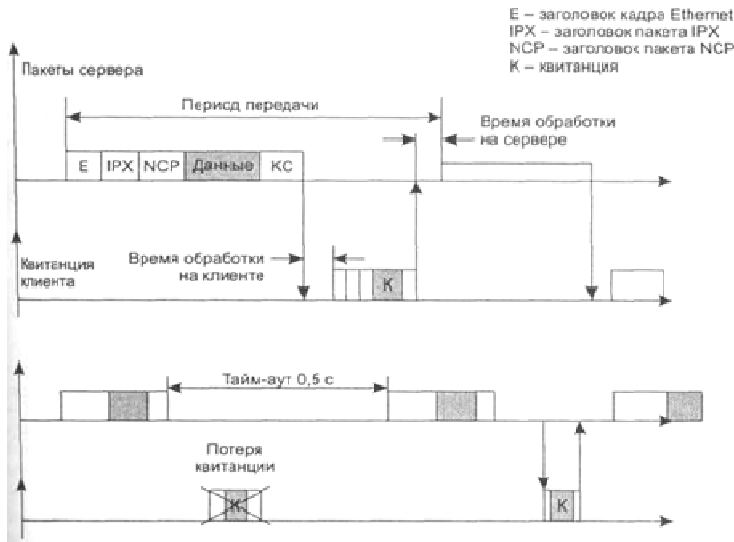 E – заголовок кадра Ethernet
IPX – заголовок пакета IPX
NCP – заголовок пакета NCP
К – квитанция
Пакеты сервера
Период передачи
Время обработки
на сервере
E IPX NCP Данные КС
Квитанция
клиента
Время обработки
на клиенте
К
Тайм-аут 0,5 с
Потеря
квитанции
К
К